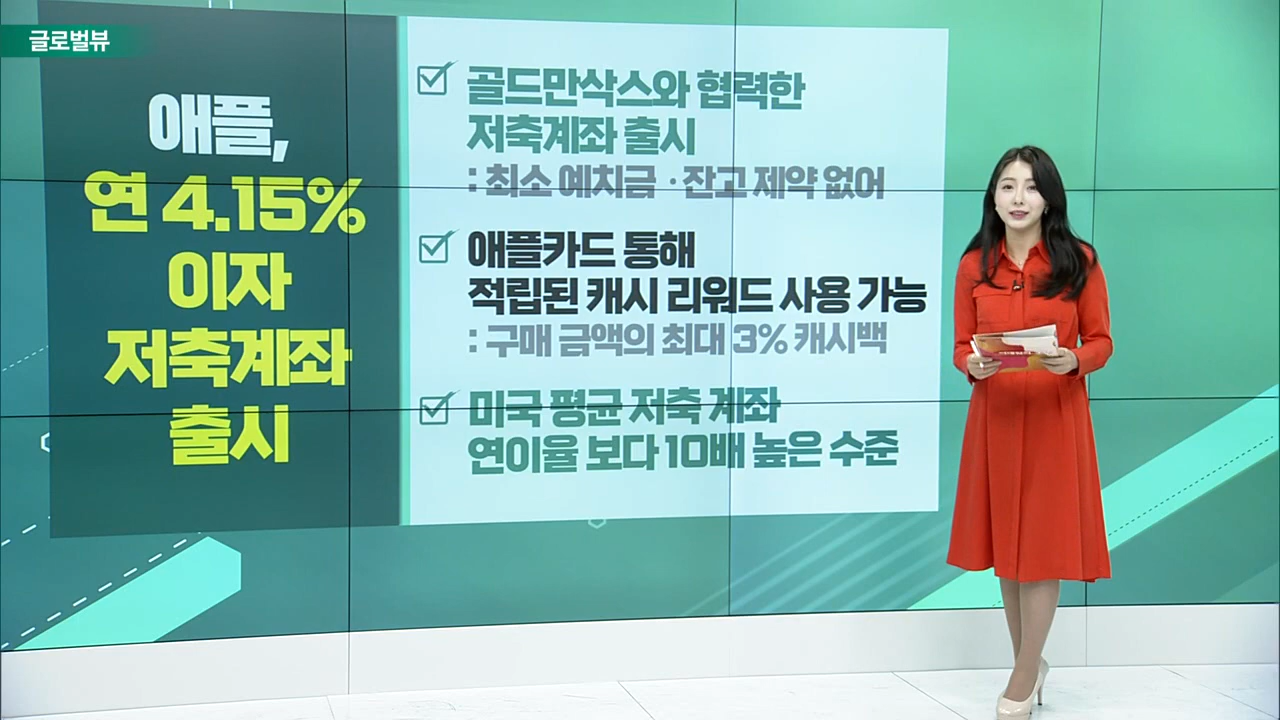 글로벌뷰
애플,
연 4.15%
이자
저축계좌
출시
골드만삭스와 협력한
저축계좌 출시
: 최소 예치금·잔고 제약 없어
애플카드 통해
적립된 캐시 리워드 사용 가능
: 구매 금액의 최대 3% 캐시백
미국 평균 저축 계좌
연이율 보다 10배 높은 수준